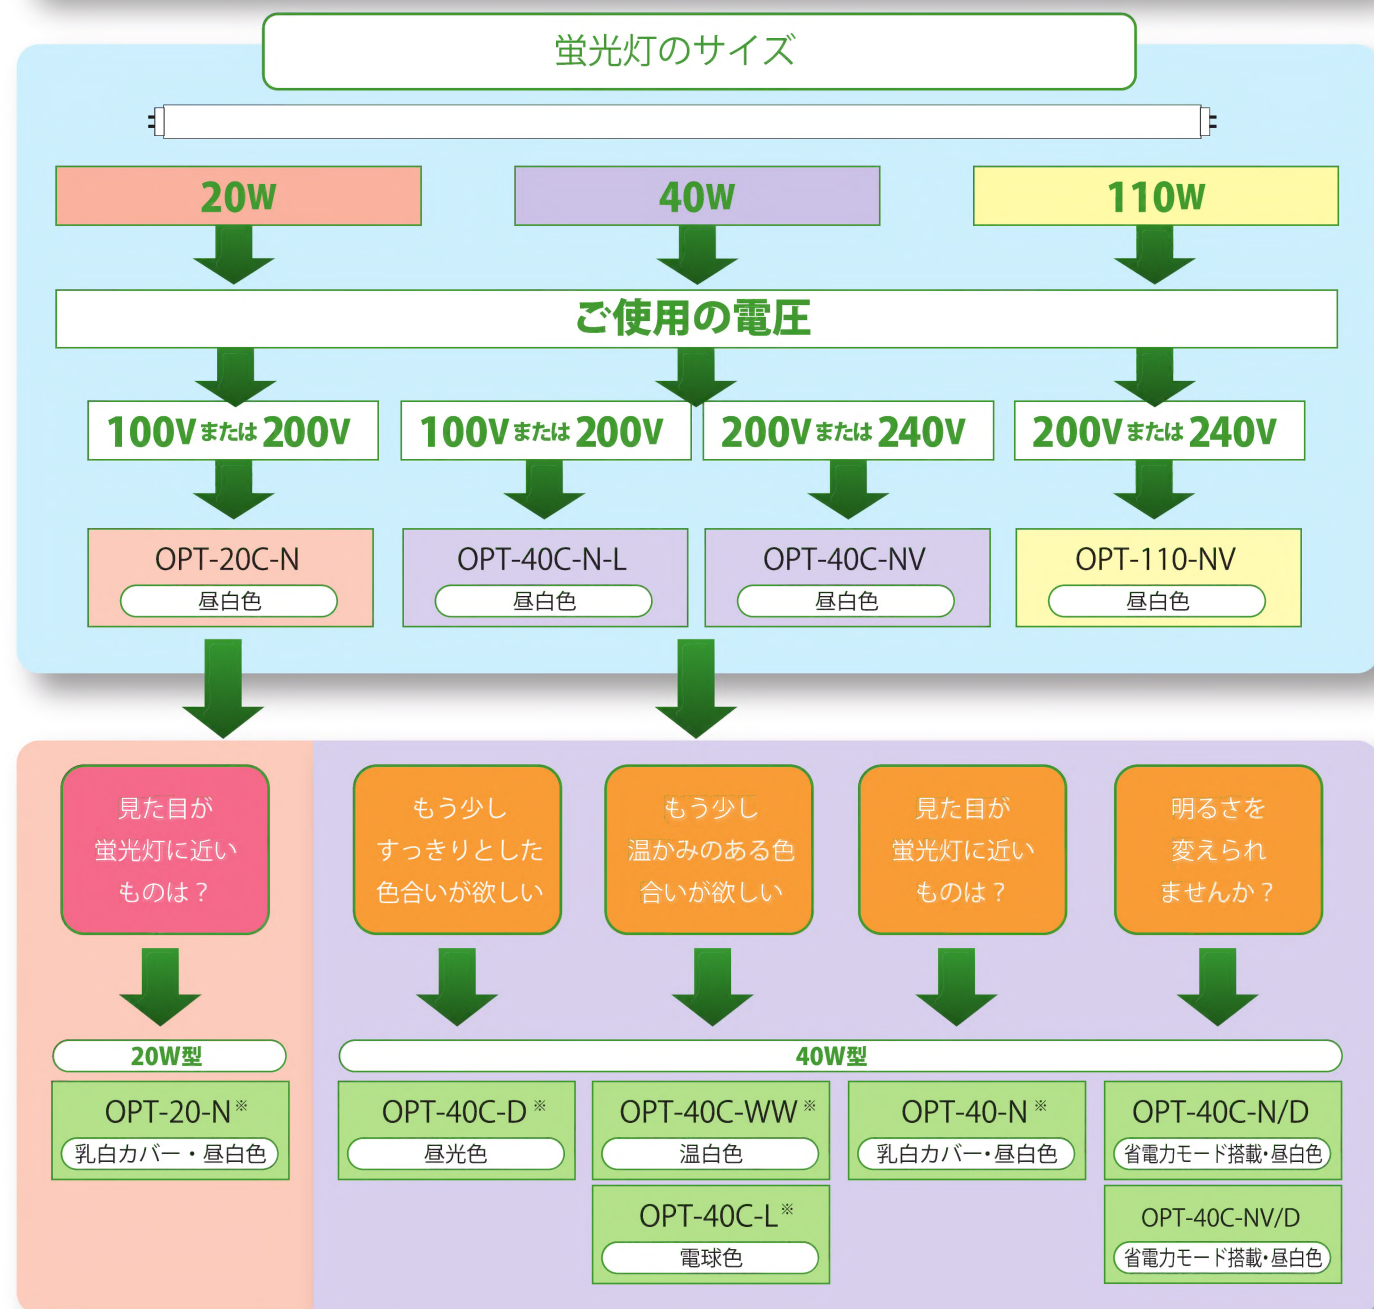 蛍光灯のサイズ
20W
40W
110W
ご使用の電圧
100Vまたは200V
100Vまたは200V
200Vまたは240V
200Vまたは240V
OPT-20C-N
昼白色
OPT-40C-N-L
昼白色
OPT-40C-NV
昼白色
OPT-110-NV
昼白色
見た目が
蛍光灯に近い
ものは？
もう少し
すっきりとした
色合いが欲しい
もう少し
温かみのある色
合いが欲しい
見た目が
蛍光灯に近い
ものは？
明るさを
変えられ
ませんか？
20W型
40W型
OPT-20-N※
乳白カバー・昼白色
OPT-40C-D※
昼光色
OPT-40C-WW※
温白色
OPT-40C-L※
電球色
OPT-40-N※
乳白カバー・昼白色
OPT-40C-N/D
省電力モード搭載・昼白色
OPT-40C-NV/D
省電力モード搭載・昼白色